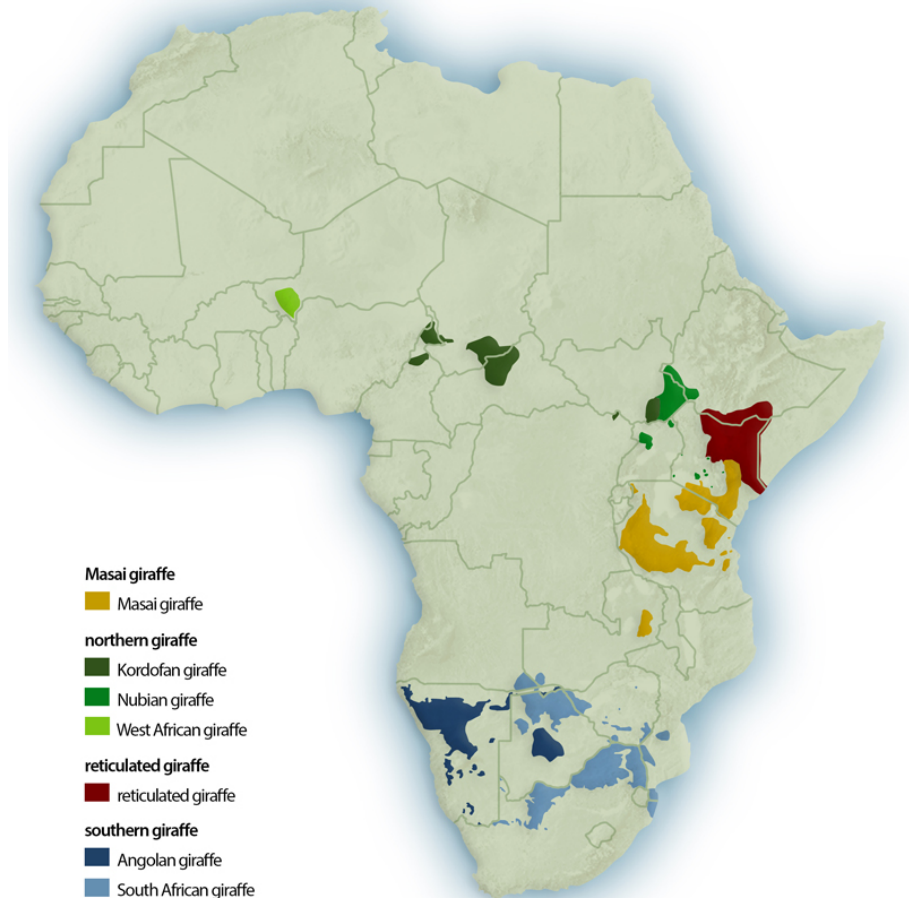 Masai giraffe
Masai giraffe
northern giraffe
Kordofan giraffe
Nubian giraffe
West African giraffe
reticulated giraffe
reticulated giraffe
southern giraffe
Angolan giraffe
South African giraffe